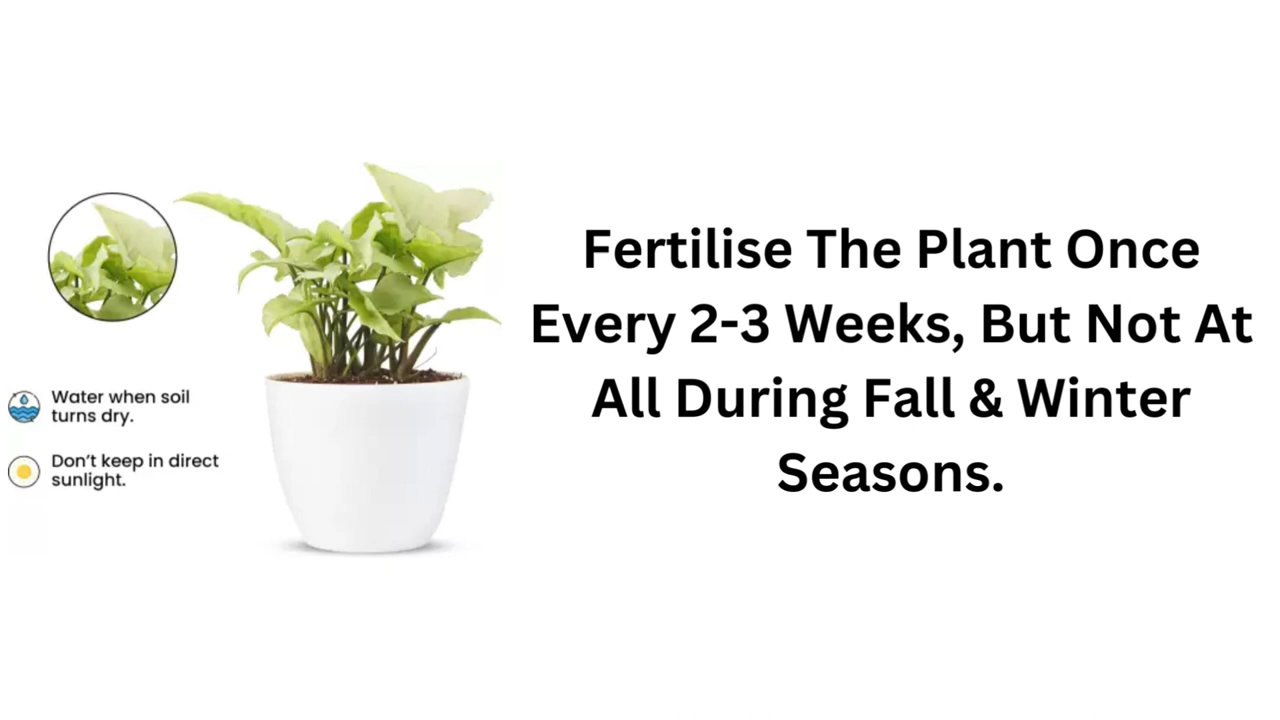 Water when soil
turns dry.
Don't keep in direct
sunlight.
Fertilise The Plant Once
Every 2-3 Weeks, But Not At
All During Fall & Winter
Seasons.